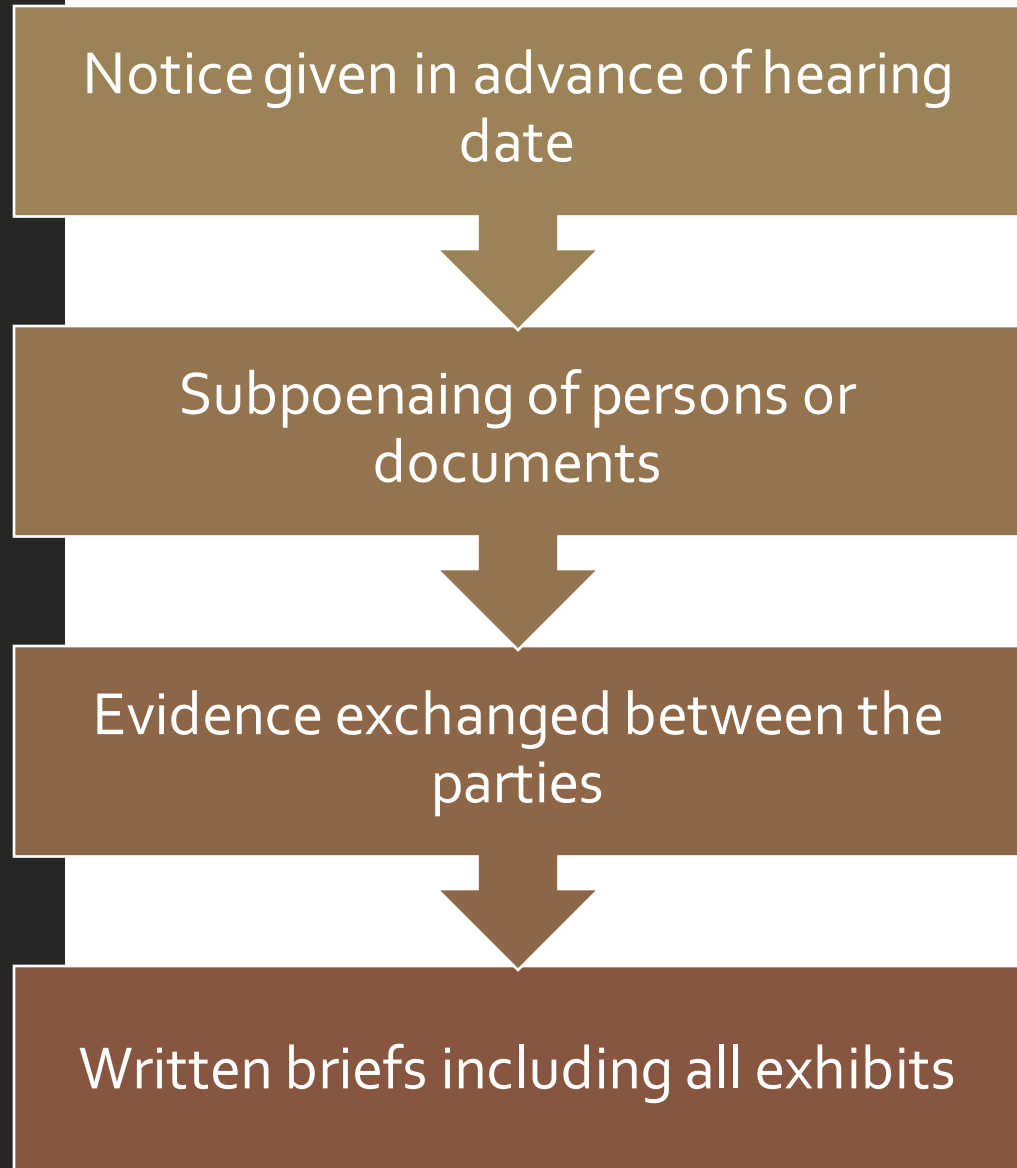 Notice given in advance of hearing
date
Subpoenaing of persons or
documents
Evidence exchanged between the
parties
Written briefs including all exhibits